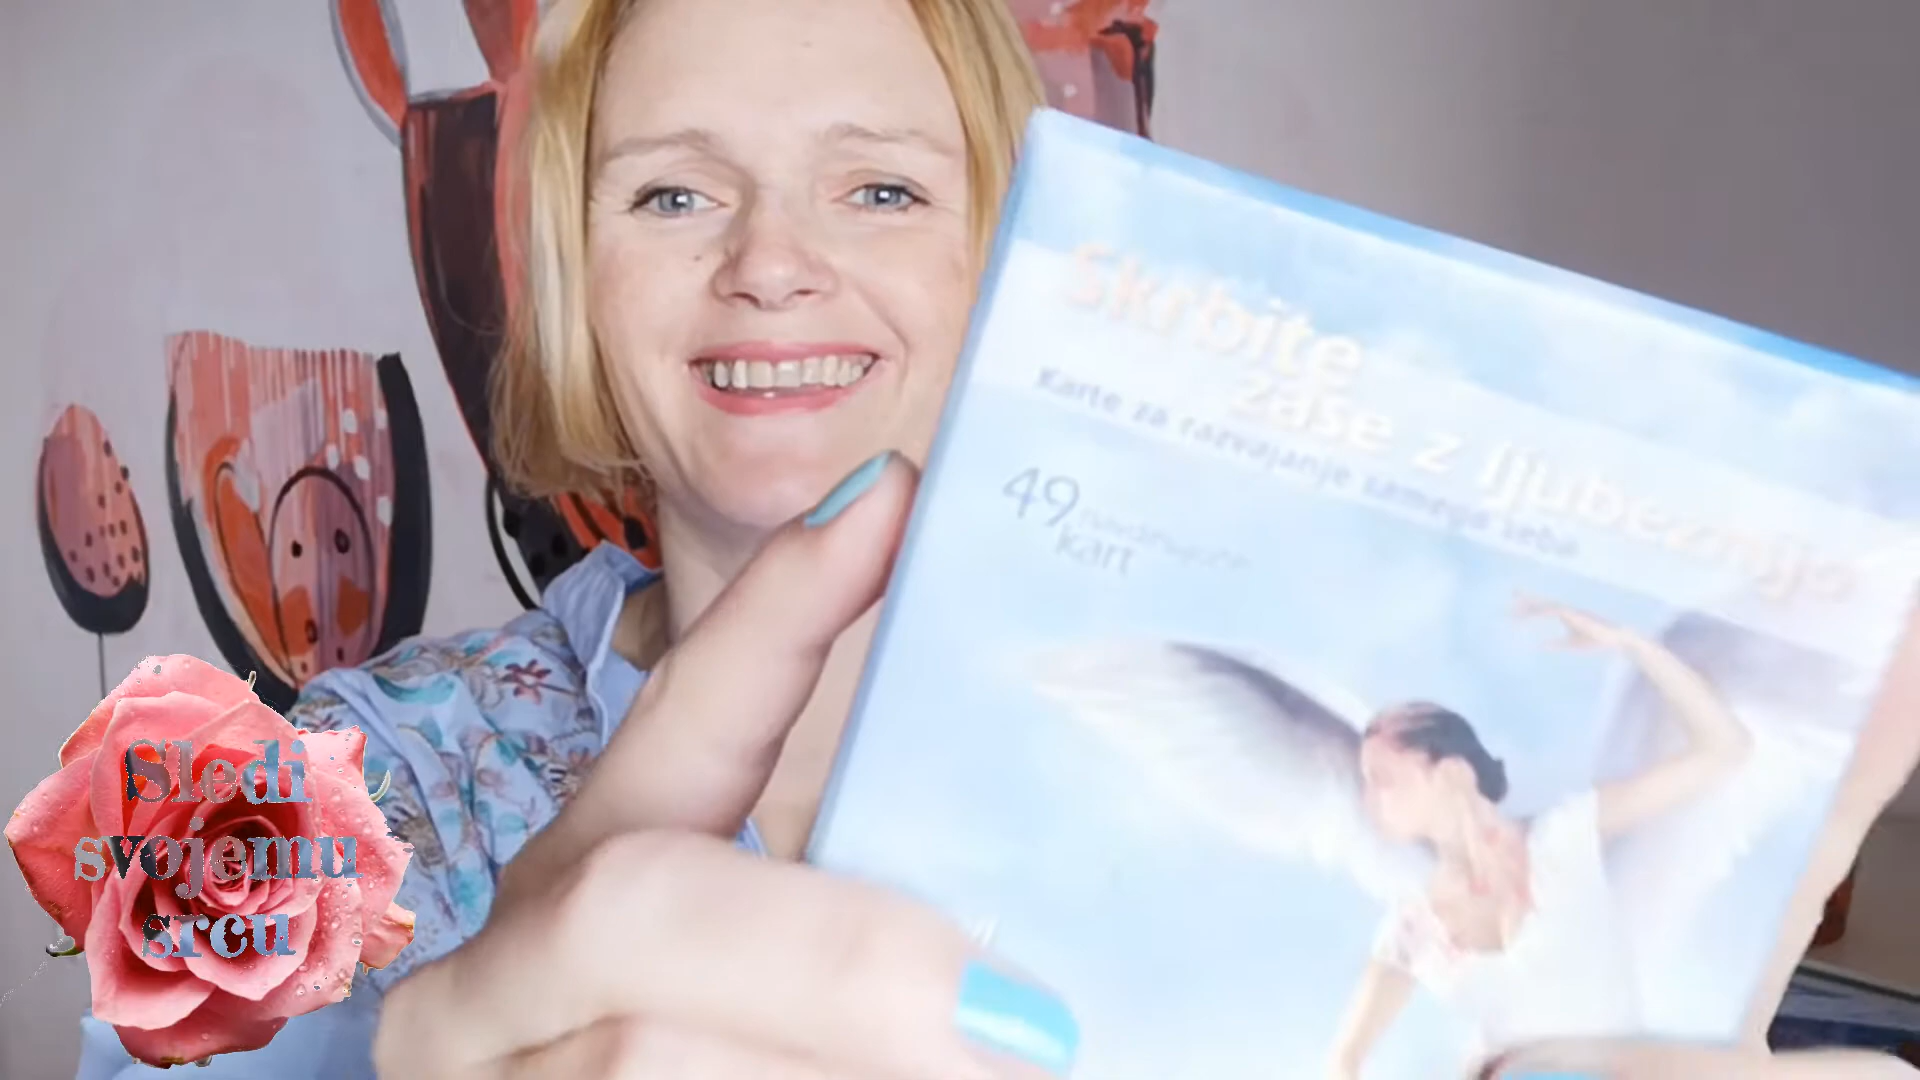 Skrbite
zase z ljubeznijo
Karte za razvajanje samega sebe
49
kart
Sledi
svojemu
srcu